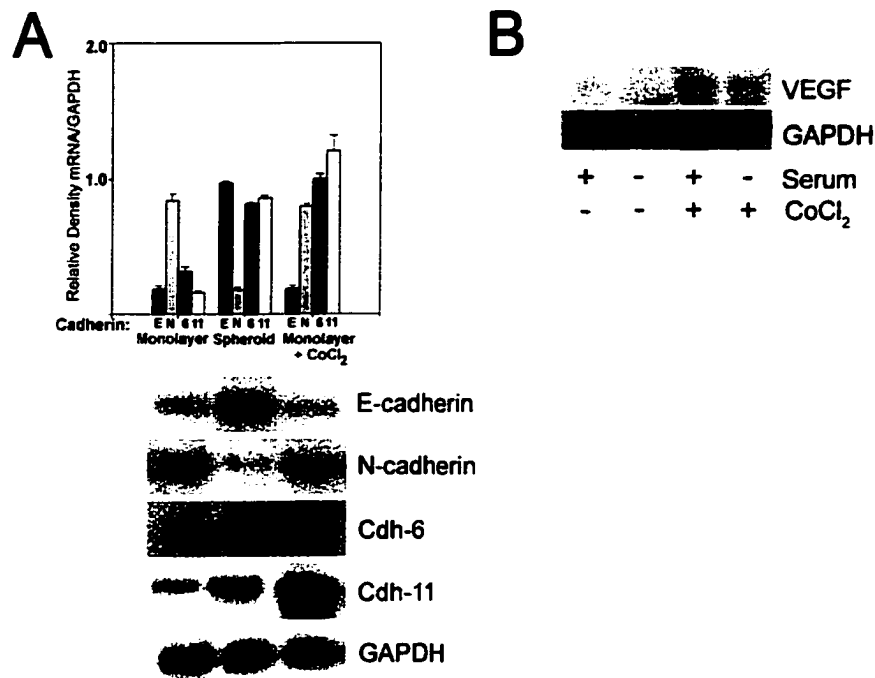 A
2.0
1.0
Relative Density mRNA/GAPDH
Cadherin: E N 6 11 E N 6 11 E N 6 11
Monolayer Spheroid Monolayer
+ CoCl₂
E-cadherin
N-cadherin
Cdh-6
Cdh-11
GAPDH
B
VEGF
GAPDH
+ - + - Serum
- - + + CoCl₂